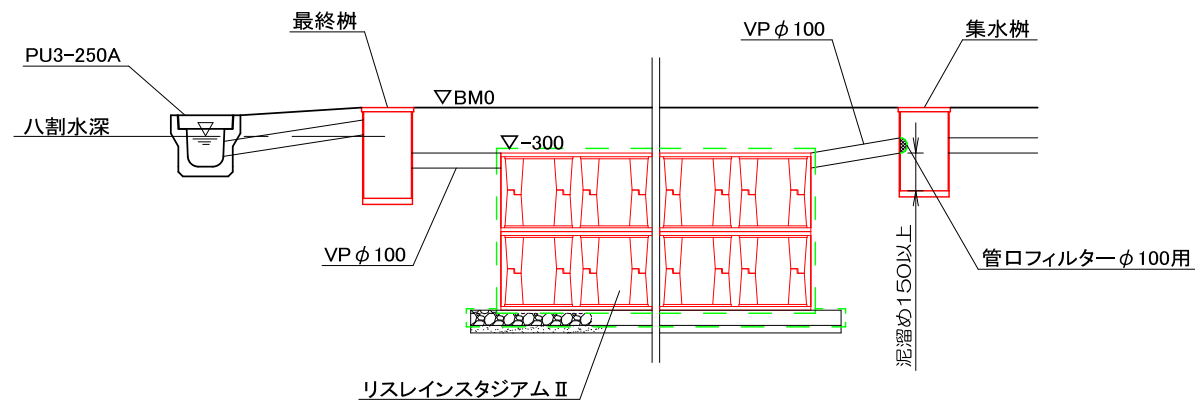 最終桝
VPφ100
集水桝
PU3-250A
▽BM0
八割水深
▽-300
VPφ100
管口フィルターφ100用
泥溜め150以上
リスレインスタジアムⅡ